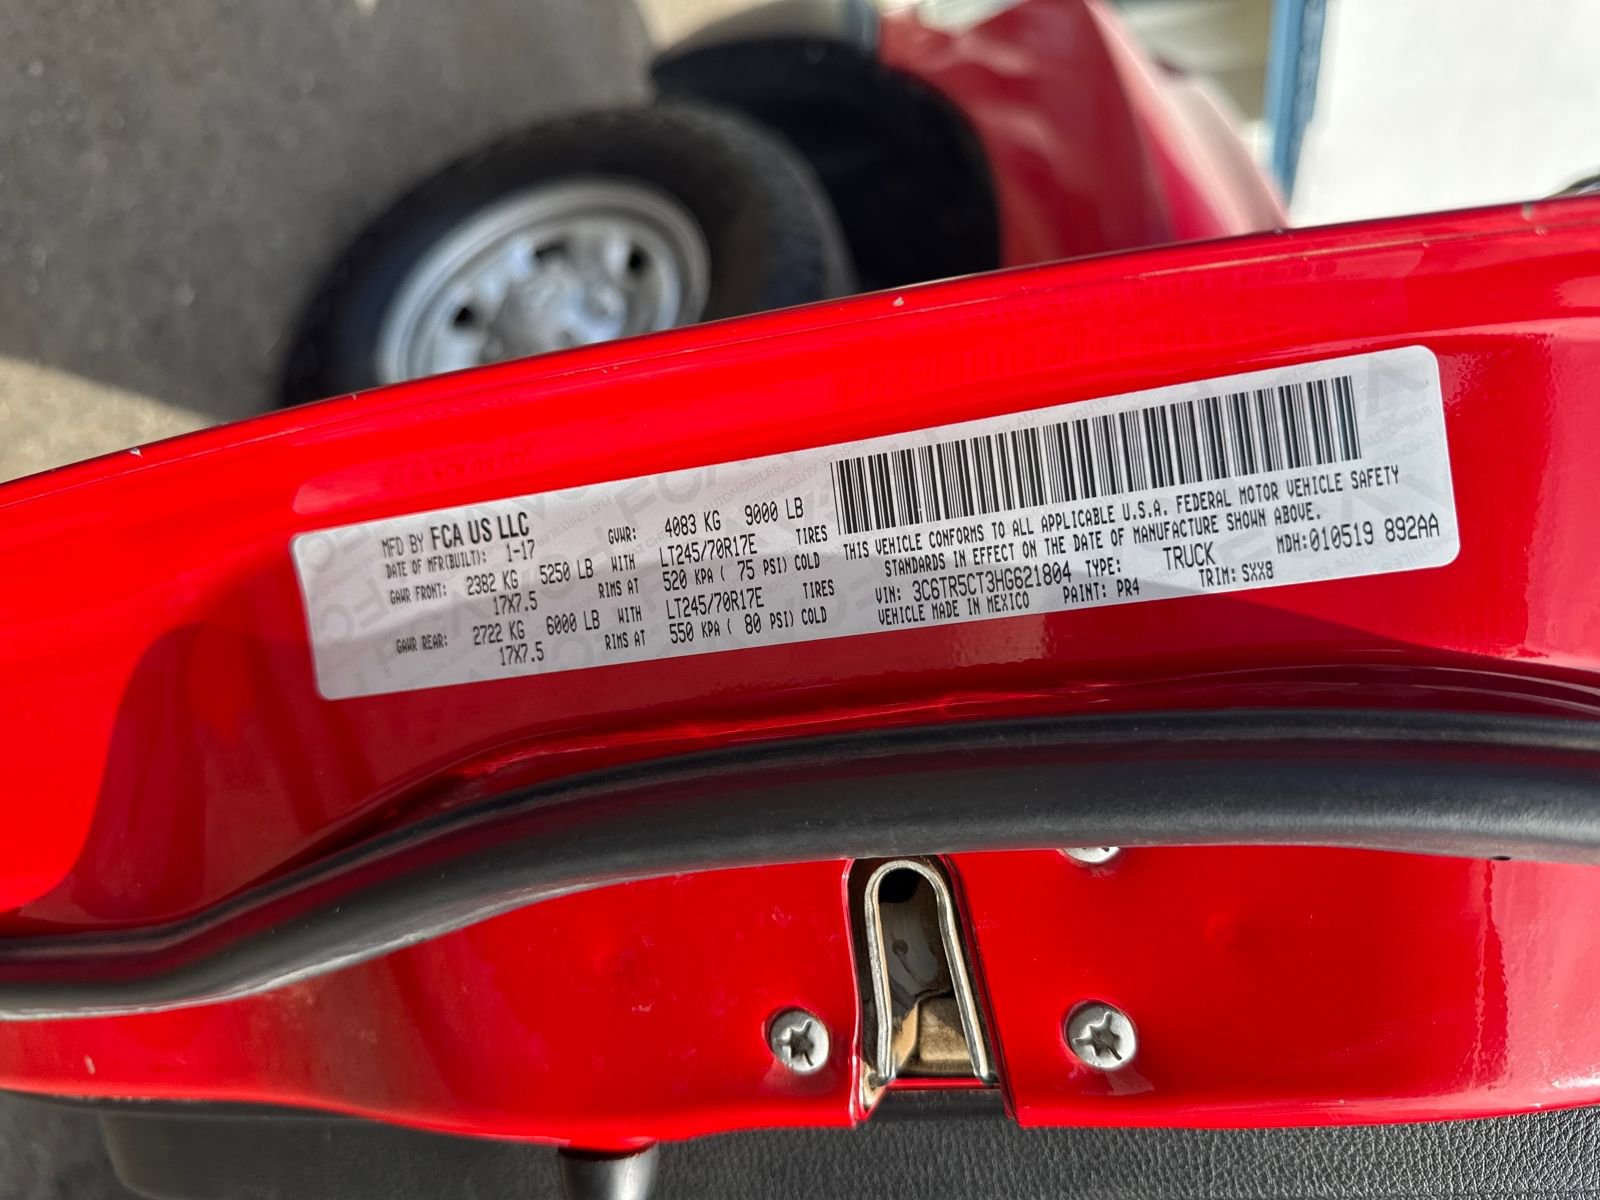 MFD BY FCA US LLC
DATE OF MFR(BUILT): 1-17 GVWR: 4083 KG 9000 LB
GAWR FRONT: 2382 KG 5250 LB WITH LT245/70R17E TIRES
17X7.5 RIMS AT 520 KPA ( 75 PSI) COLD
GAWR REAR: 2722 KG 6000 LB WITH LT245/70R17E TIRES
17X7.5 RIMS AT 550 KPA ( 80 PSI) COLD
THIS VEHICLE CONFORMS TO ALL APPLICABLE U.S.A. FEDERAL MOTOR VEHICLE SAFETY
STANDARDS IN EFFECT ON THE DATE OF MANUFACTURE SHOWN ABOVE.
VIN: 3C6TR5CT3HG621804 TYPE: TRUCK MDH:010519 892AA
VEHICLE MADE IN MEXICO PAINT: PR4 TRIM: SXX8